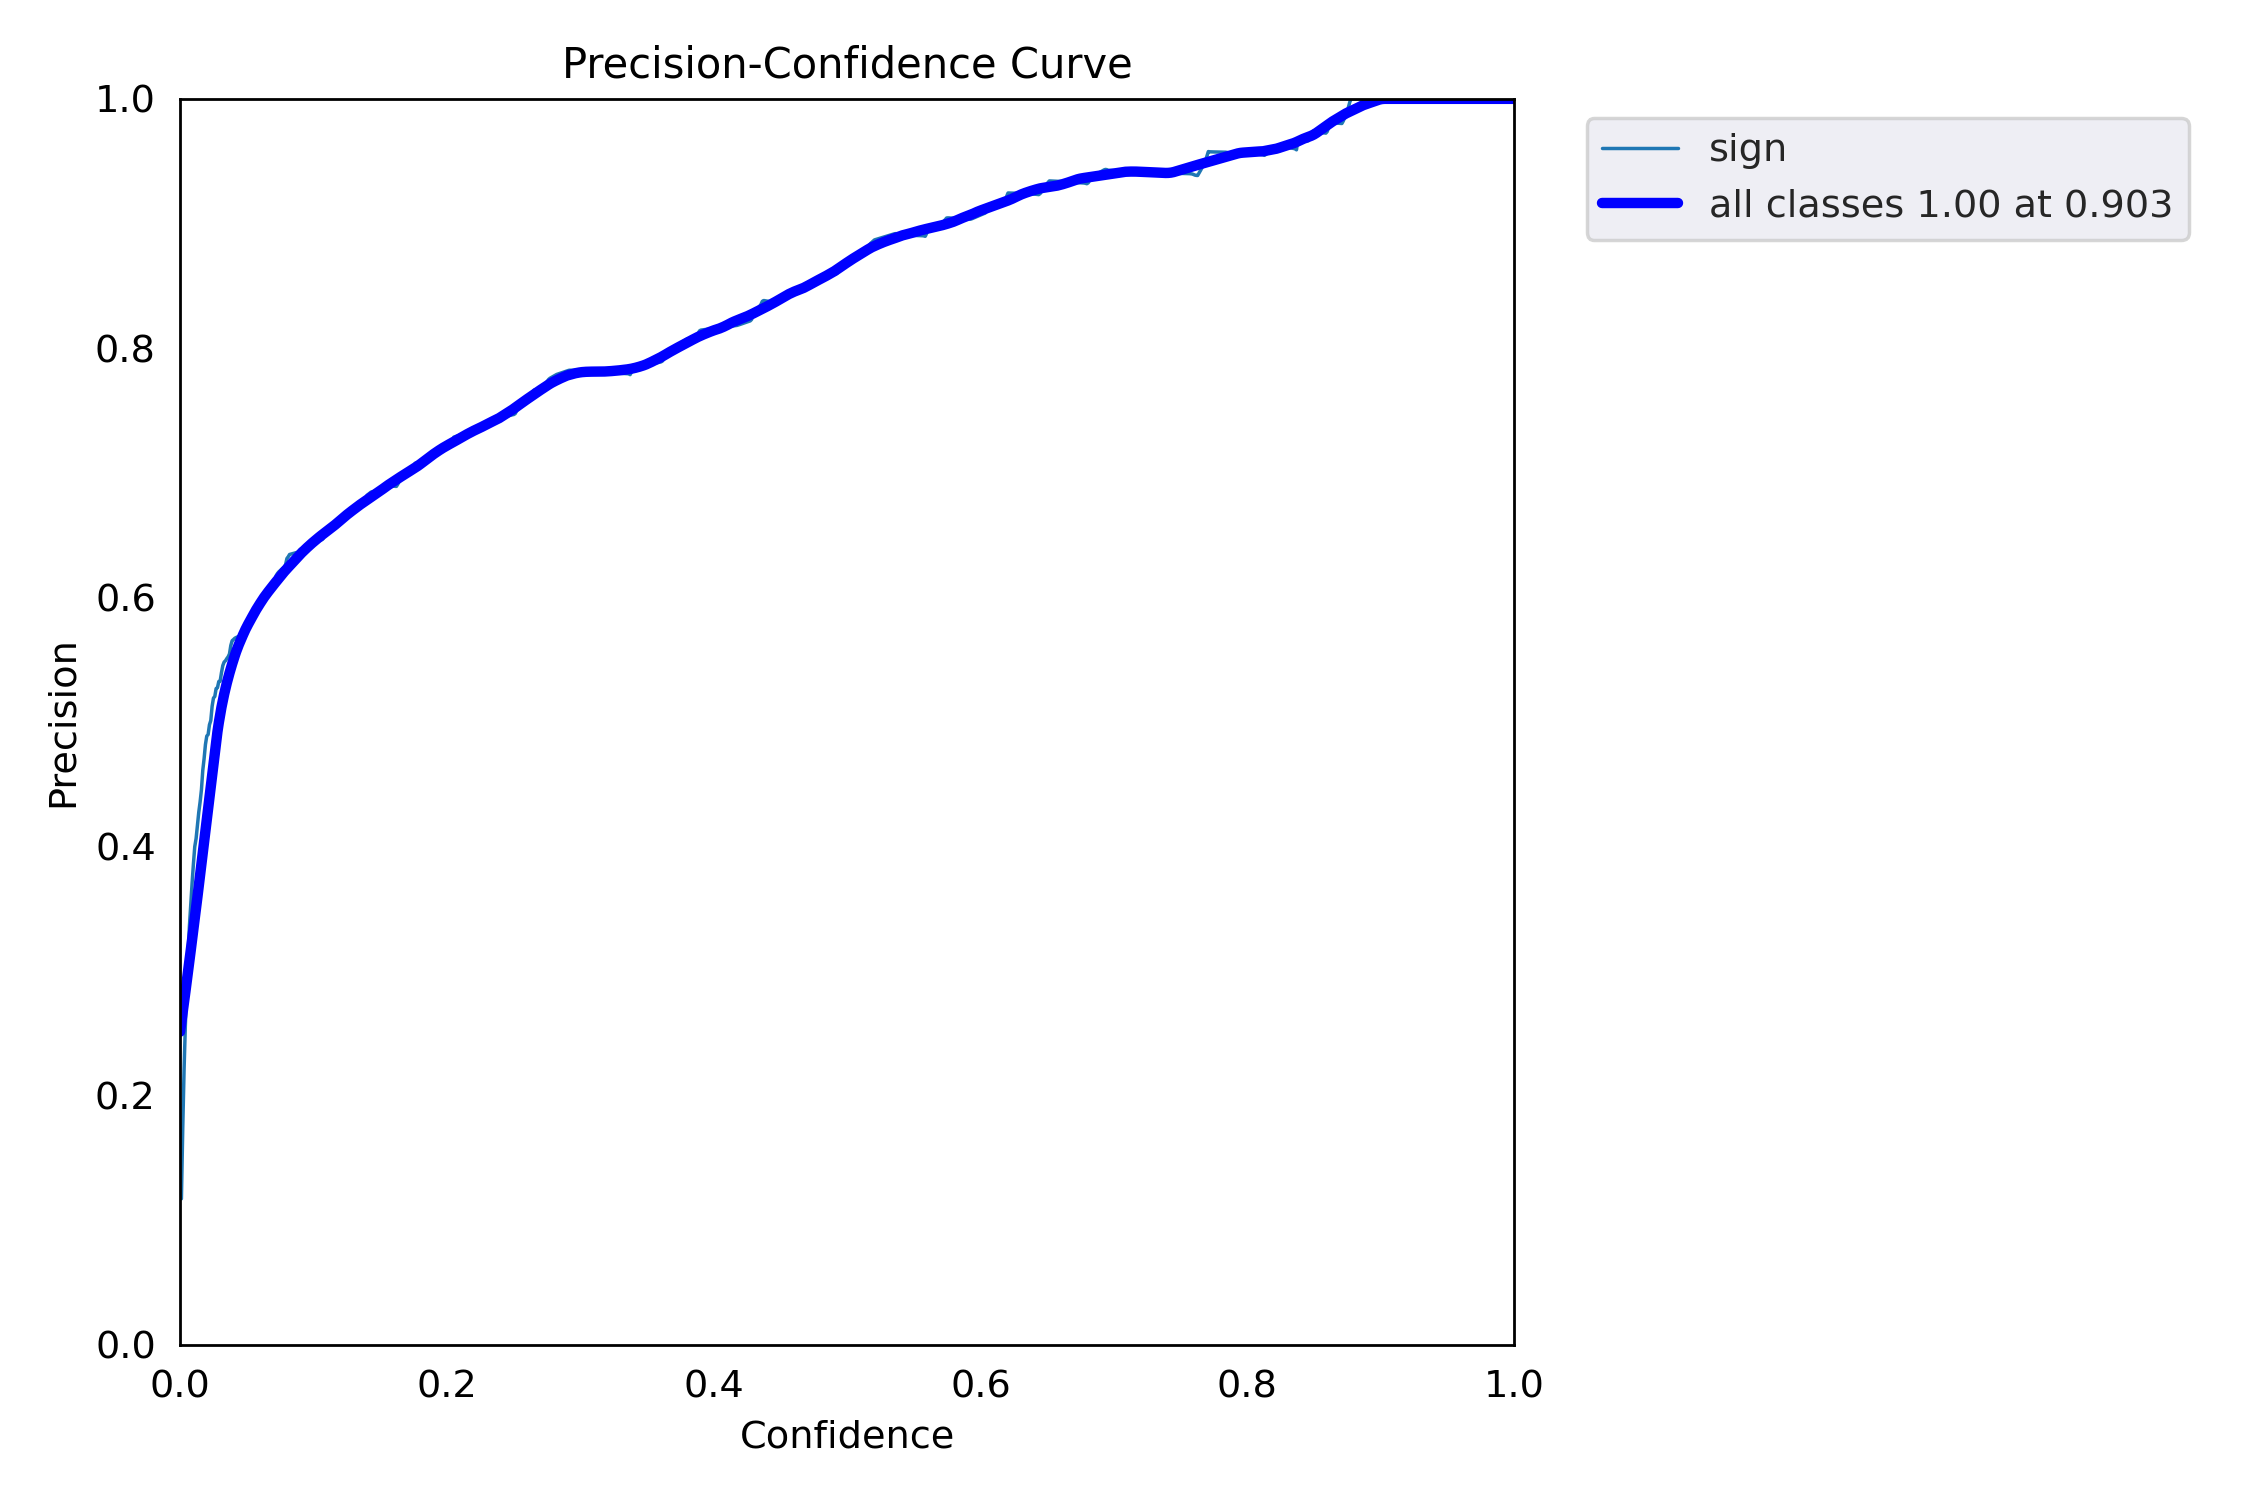 Precision-Confidence Curve
1.0
0.8
0.6
0.4
0.2
0.0
Precision
0.0 0.2 0.4 0.6 0.8 1.0
Confidence
sign
all classes 1.00 at 0.903